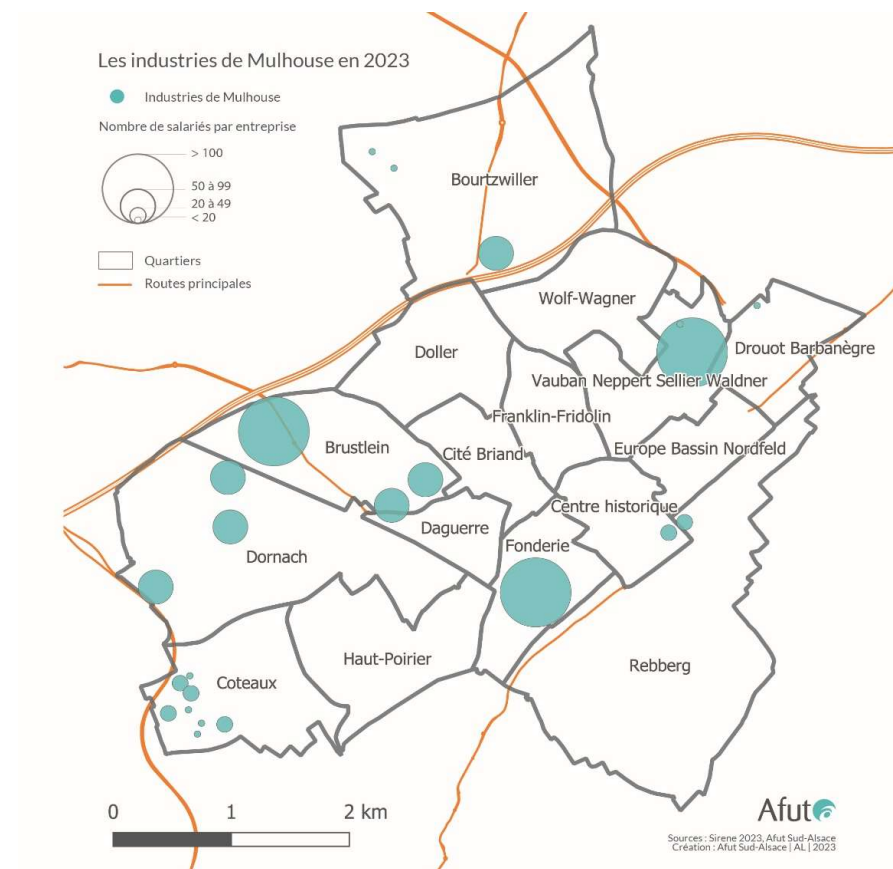 Les industries de Mulhouse en 2023
Industries de Mulhouse
Nombre de salariés par entreprise
> 100
50 à 99
20 à 49
< 20
Quartiers
Routes principales
Bourtzwiller
Wolf-Wagner
Doller
Drouot Barbanègre
Vauban Neppert Sellier Waldner
Franklin-Fridolin
Brustlein
Cité Briand
Europe Bassin Nordfeld
Centre historique
Daguerre
Fonderie
Dornach
Haut-Poirier
Rebberg
Coteaux
0 1 2 km
Afut
Sources : Sirene 2023, Afut Sud-Alsace
Création : Afut Sud-Alsace | AL | 2023